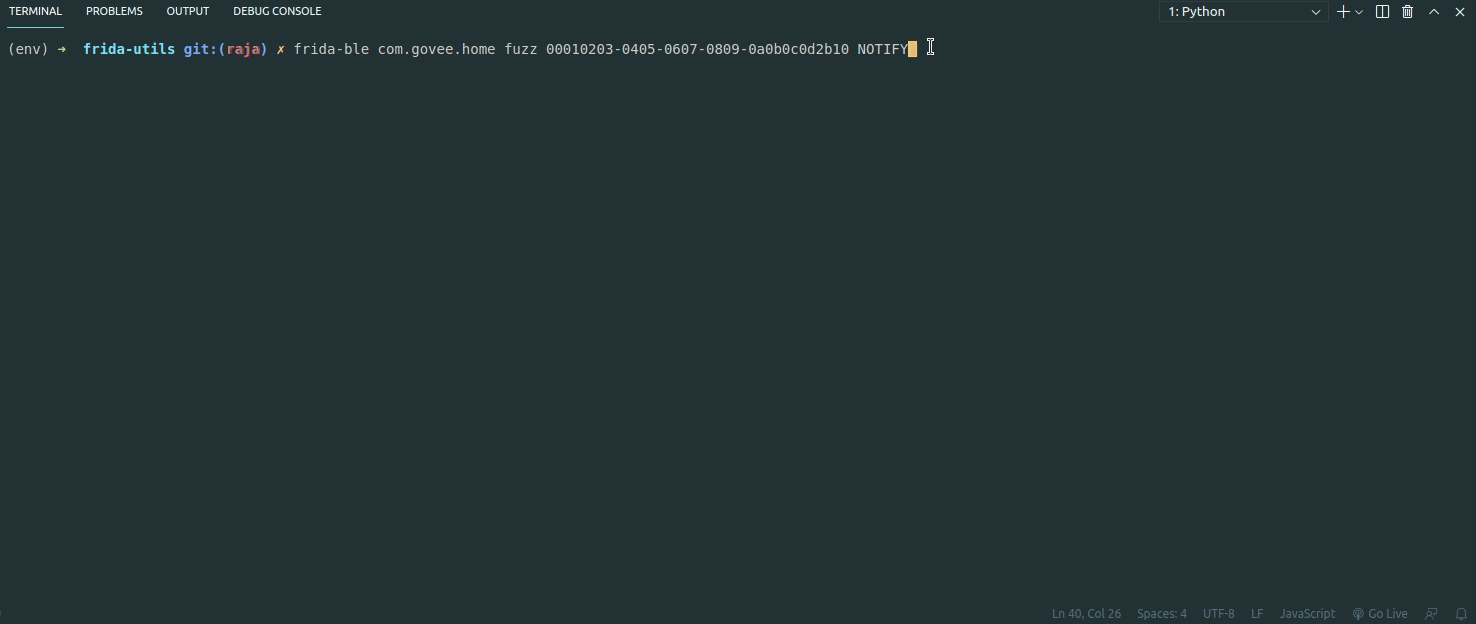 TERMINAL PROBLEMS OUTPUT DEBUG CONSOLE 1: Python
(env) ➜ frida-utils git:(raja) ✗ frida-ble com.govee.home fuzz 00010203-0405-0607-0809-0a0b0c0d2b10 NOTIFY
Ln 40, Col 26 Spaces: 4 UTF-8 LF JavaScript Go Live